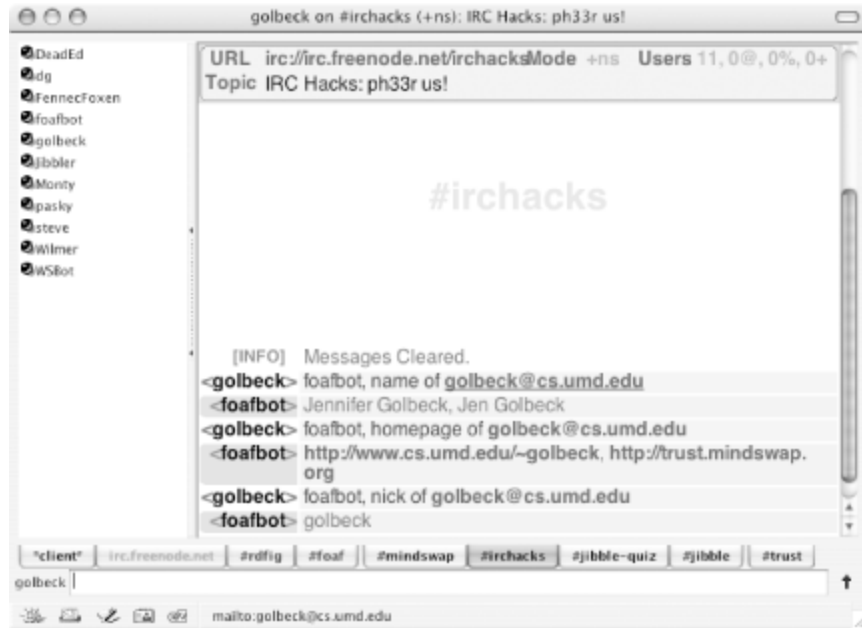 golbeck on #irchacks (+ns): IRC Hacks: ph33r us!
DeadEd
dg
FennecFoxen
foafbot
golbeck
Jibbler
Monty
pasky
steve
Wilmer
WSBot
URL irc://irc.freenode.net/irchacks Mode +ns Users 11, 0@, 0%, 0+
Topic IRC Hacks: ph33r us!
#irchacks
[INFO] Messages Cleared.
<golbeck> foafbot, name of golbeck@cs.umd.edu
<foafbot> Jennifer Golbeck, Jen Golbeck
<golbeck> foafbot, homepage of golbeck@cs.umd.edu
<foafbot> http://www.cs.umd.edu/~golbeck, http://trust.mindswap.
org
<golbeck> foafbot, nick of golbeck@cs.umd.edu
<foafbot> golbeck
*client* irc.freenode.net #rdfig #foaf #mindswap #irchacks #jibble-quiz #jibble #trust
golbeck
mailto:golbeck@cs.umd.edu